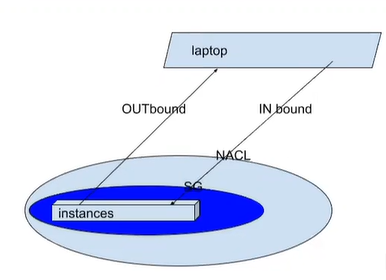 laptop
OUTbound
IN bound
NACL
SG
instances